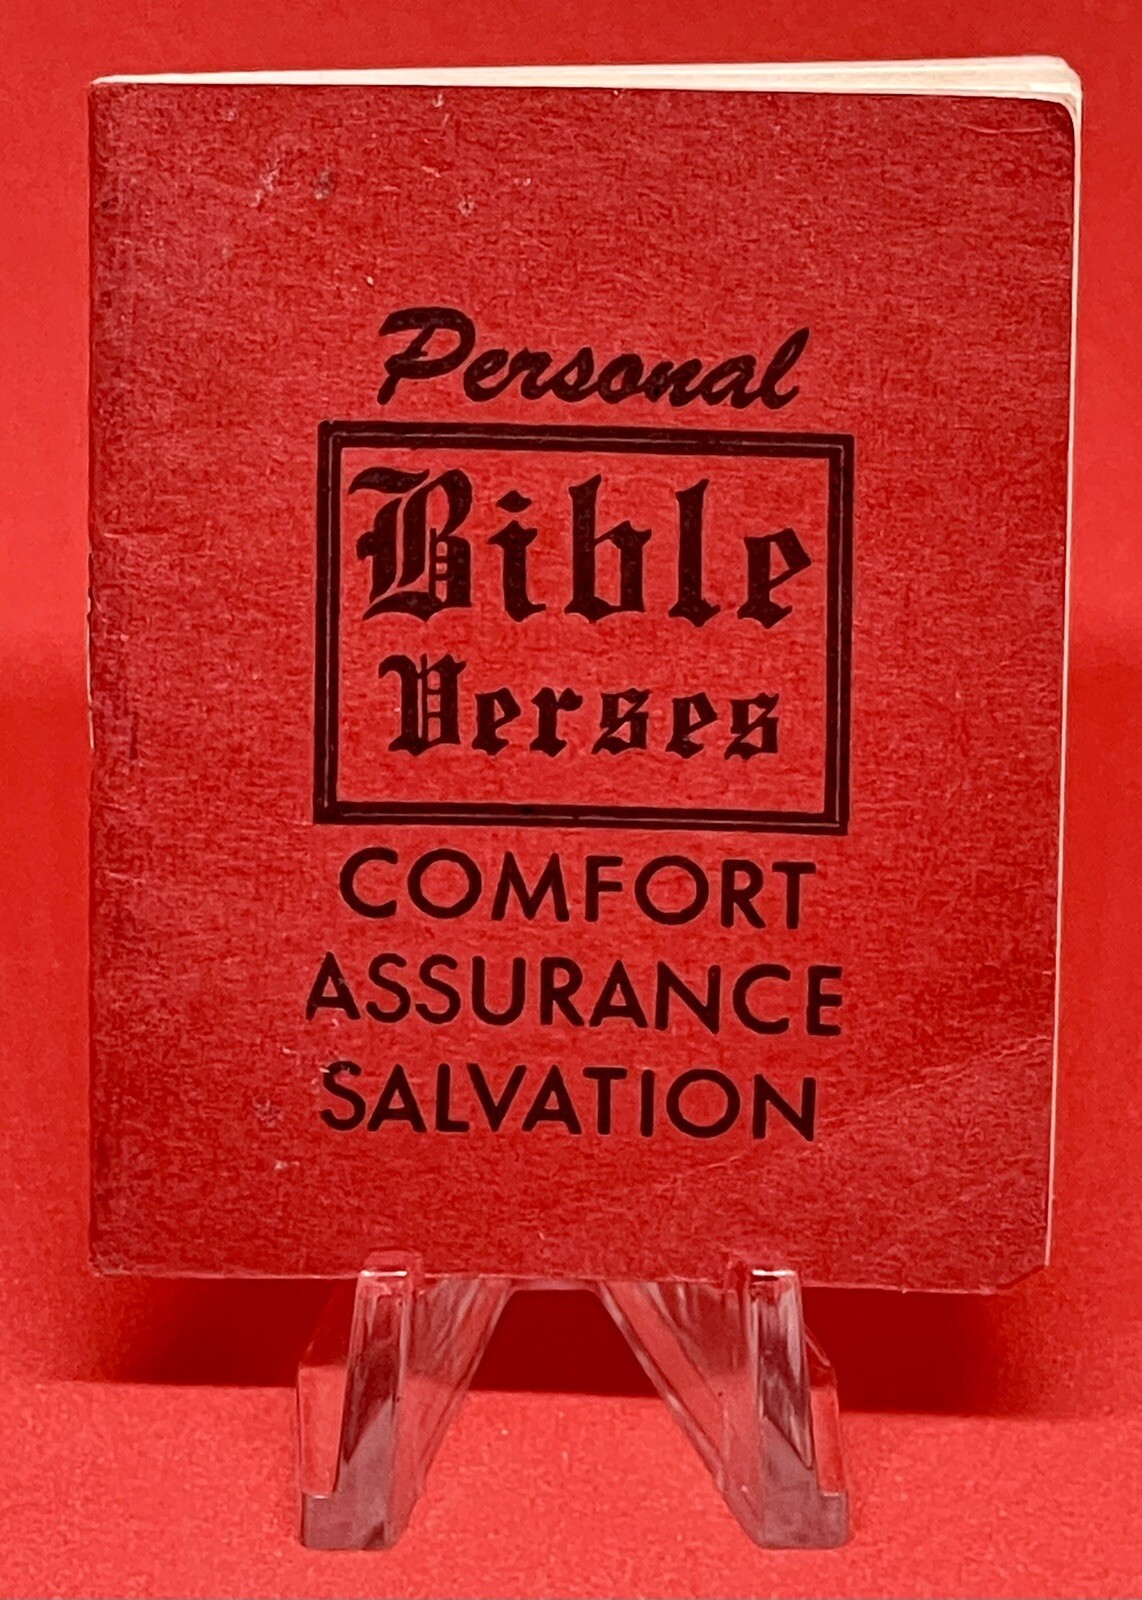 Personal
Bible
Verses
COMFORT
ASSURANCE
SALVATION